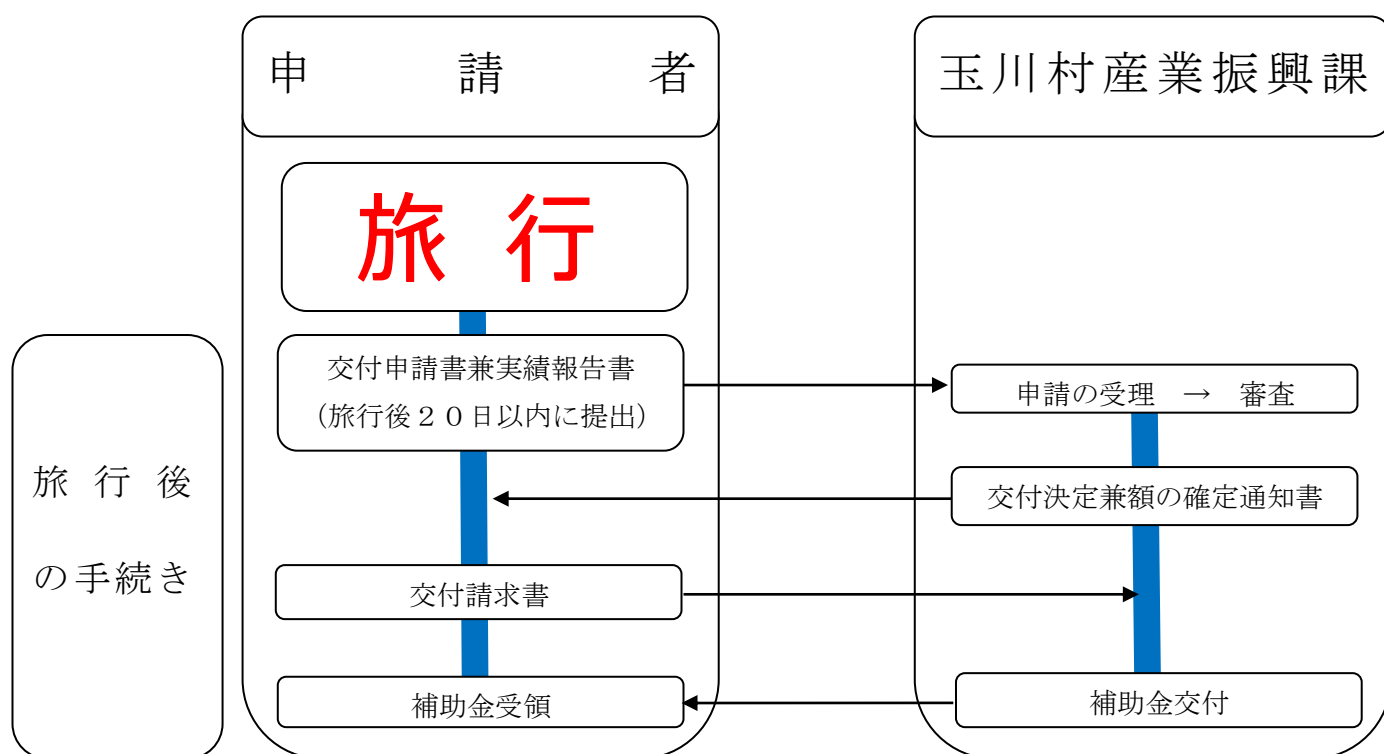 申請者
玉川村産業振興課
旅行
旅行後
の手続き
交付申請書兼実績報告書
(旅行後２０日以内に提出)
申請の受理　→　審査
交付決定兼額の確定通知書
交付請求書
補助金受領
補助金交付